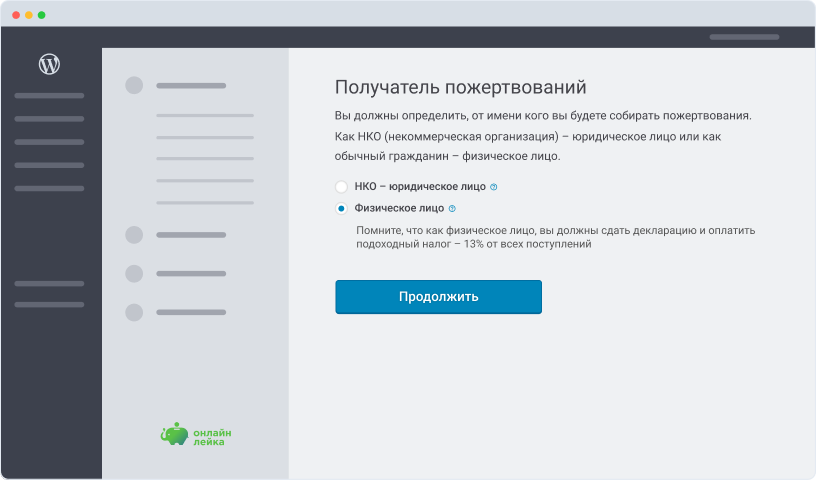 Получатель пожертвований
Вы должны определить, от имени кого вы будете собирать пожертвования.
Как НКО (некоммерческая организация) – юридическое лицо или как
обычный гражданин – физическое лицо.
НКО – юридическое лицо
Физическое лицо
Помните, что как физическое лицо, вы должны сдать декларацию и оплатить
подоходный налог – 13% от всех поступлений
Продолжить
онлайн
лейка